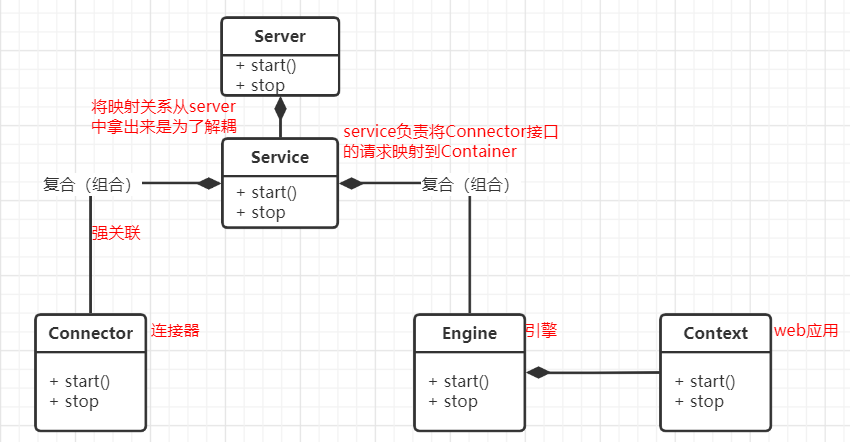 Server
+ start()
+ stop
将映射关系从server
中拿出来是为了解耦
service负责将Connector接口
的请求映射到Container
Service
+ start()
+ stop
复合（组合）
复合（组合）
强关联
Connector
+ start()
+ stop
连接器
Engine
+ start()
+ stop
引擎
Context
+ start()
+ stop
web应用